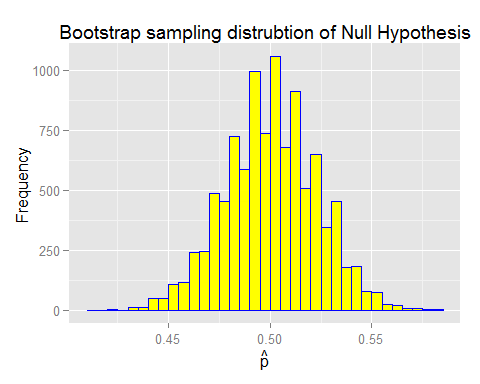 Bootstrap sampling distrubtion of Null Hypothesis
1000
750
500
250
0
Frequency
0.45 0.50 0.55
p̂